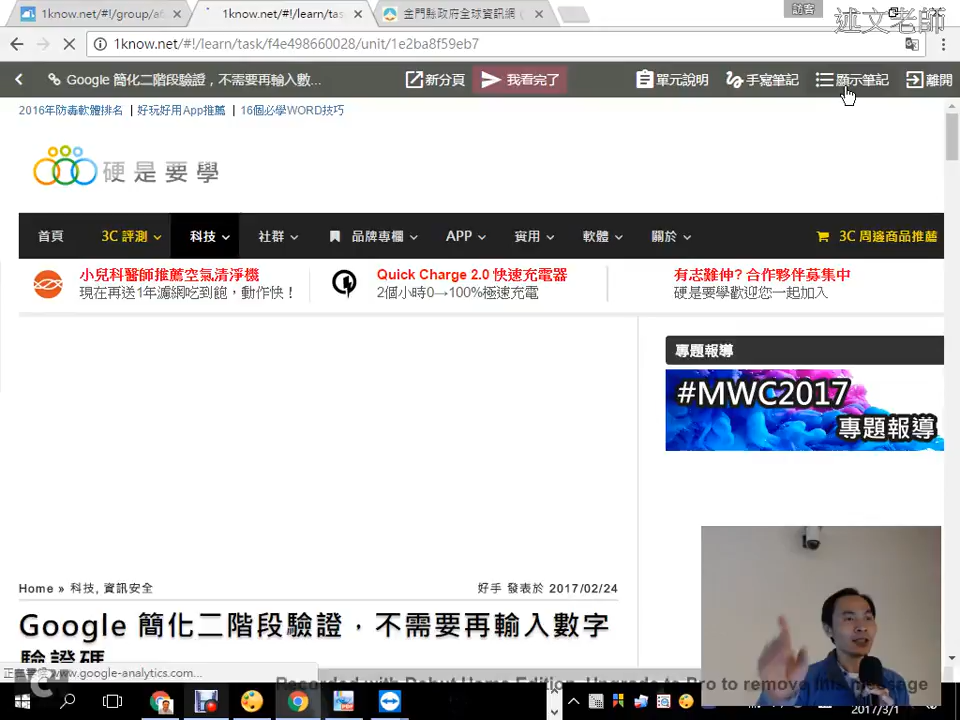 1know.net/#!/group/a
1know.net/#!/learn/tas
金門縣政府全球資訊網 (
訪客
述文老師
1know.net/#!/learn/task/f4e498660028/unit/1e2ba8f59eb7
Google 簡化二階段驗證，不需要再輸入數...
新分頁
我看完了
單元說明
手寫筆記
顯示筆記
離開
2016年防毒軟體排名 | 好玩好用App推薦 | 16個必學WORD技巧
硬是要學
首頁
3C 評測
科技
社群
品牌專欄
APP
實用
軟體
關於
3C 周邊商品推薦
小兒科醫師推薦空氣清淨機
現在再送1年濾網吃到飽，動作快！
Quick Charge 2.0 快速充電器
2個小時0→100%極速充電
有志難伸? 合作夥伴募集中
硬是要學歡迎您一起加入
專題報導
#MWC2017
專題報導
Home » 科技, 資訊安全
好手 發表於 2017/02/24
Google 簡化二階段驗證，不需要再輸入數字
驗證碼
www.google-analytics.com...
Recorded with Debut Home Edition. Upgrade to Pro to remove this message
2017/3/1